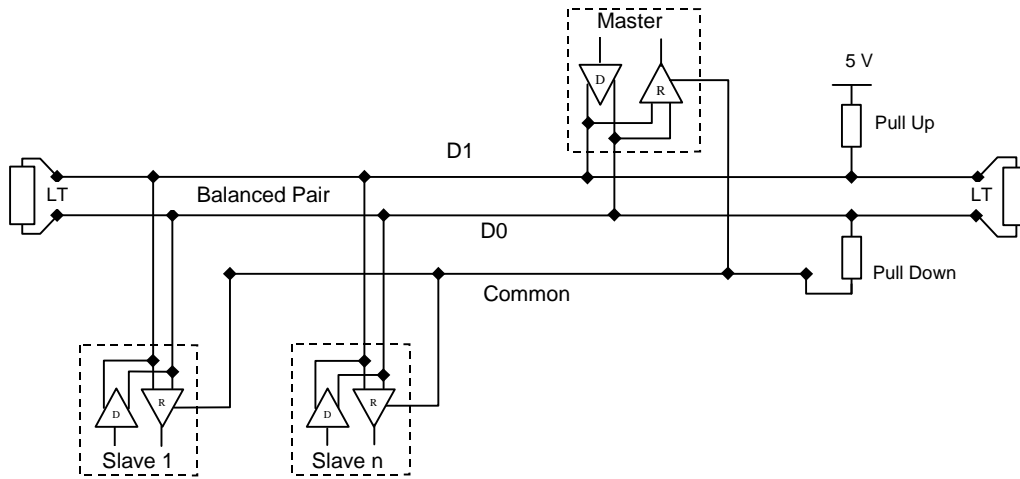 Master
D
R
5 V
Pull Up
D1
LT
Balanced Pair
LT
D0
Pull Down
Common
D
R
D
R
Slave 1
Slave n